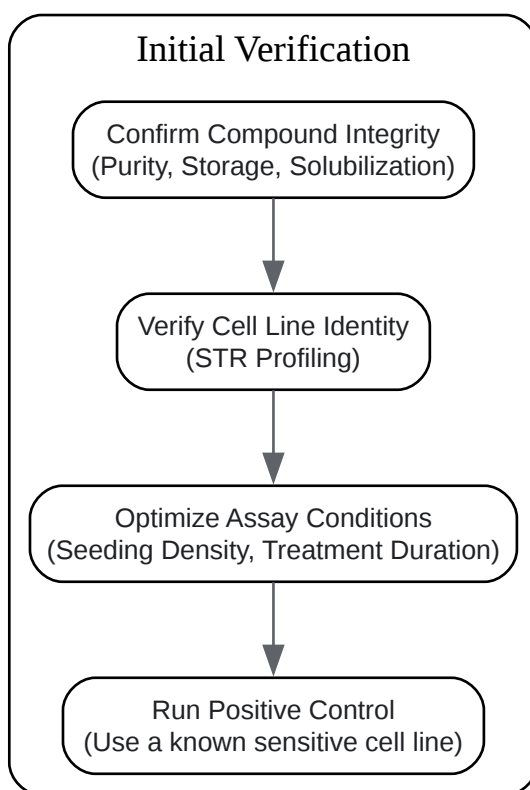 Initial Verification
Confirm Compound Integrity
(Purity, Storage, Solubilization)
Verify Cell Line Identity
(STR Profiling)
Optimize Assay Conditions
(Seeding Density, Treatment Duration)
Run Positive Control
(Use a known sensitive cell line)